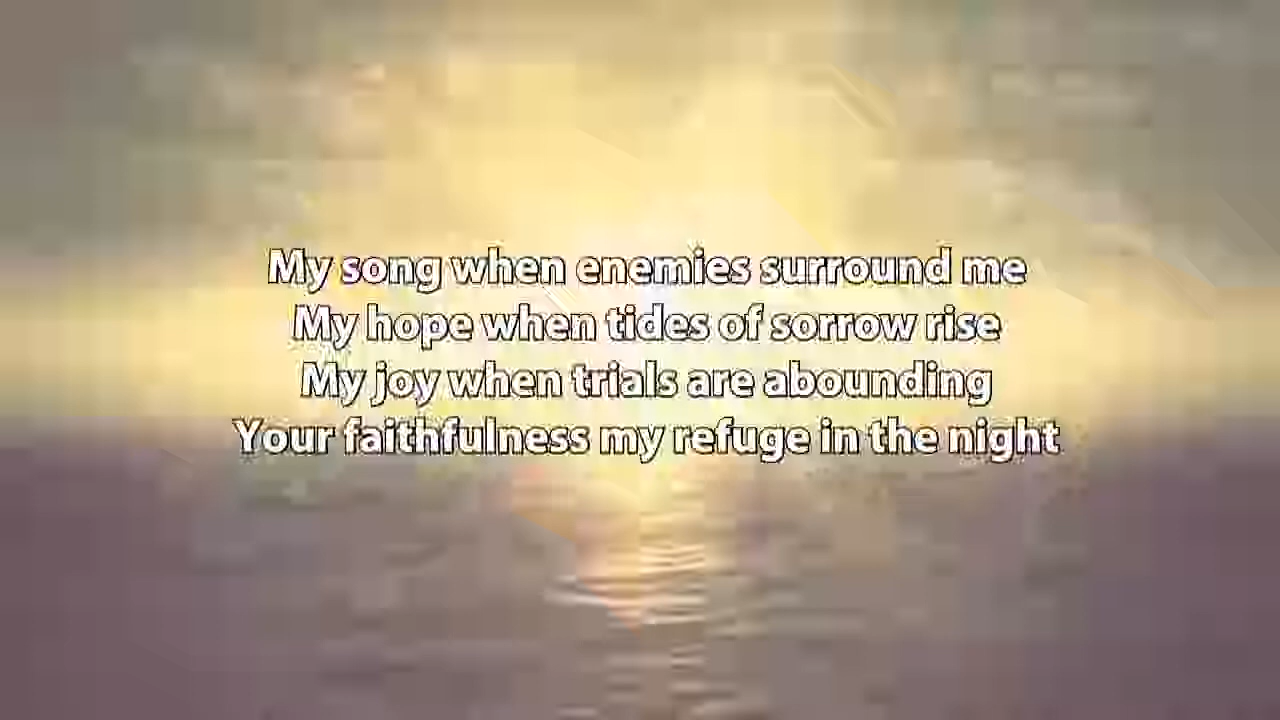 My song when enemies surround me
My hope when tides of sorrow rise
My joy when trials are abounding
Your faithfulness my refuge in the night